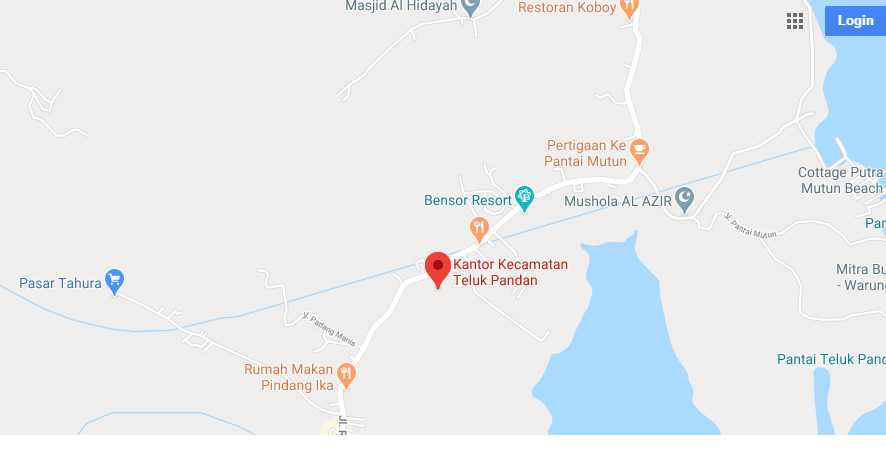 Masjid Al Hidayah
Restoran Koboy
Login
Pertigaan Ke
Pantai Mutun
Cottage Putra
Mutun Beach
Bensor Resort
Mushola AL AZIR
Jl. Pantai Mutun
Kantor Kecamatan
Teluk Pandan
Mitra Bu
- Warun
Pasar Tahura
Jl. Padang Manis
Pantai Teluk Pand
Rumah Makan
Pindang Ika
Jl. R